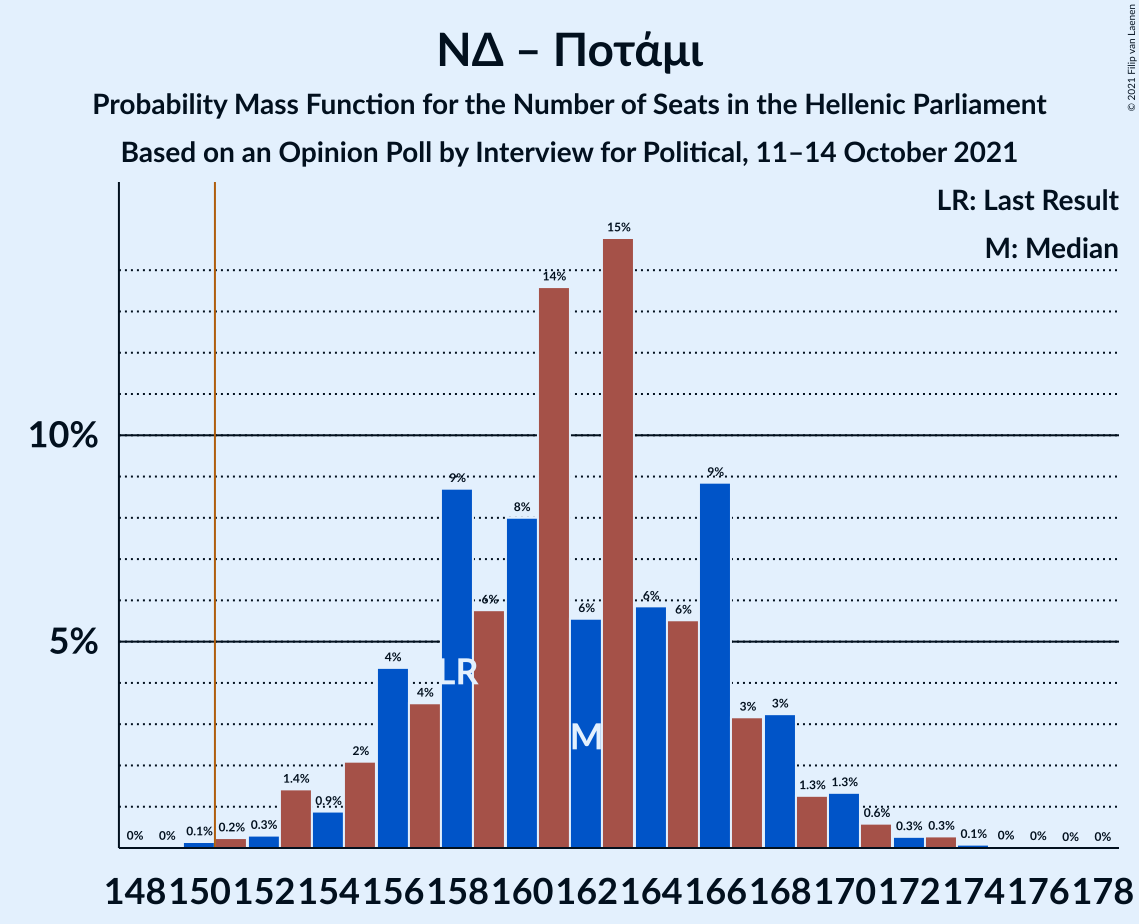 © 2021 Filip van Laenen
ΝΔ – Ποτάμι
Probability Mass Function for the Number of Seats in the Hellenic Parliament
Based on an Opinion Poll by Interview for Political, 11–14 October 2021
LR: Last Result
M: Median
10%
5%
0% 0% 0.1% 0.2% 0.3% 1.4% 0.9% 2% 4% 4% 9% 6% 8% 14% 6% 15% 6% 6% 9% 3% 3% 1.3% 1.3% 0.6% 0.3% 0.3% 0.1% 0% 0% 0% 0%
LR
M
148 150 152 154 156 158 160 162 164 166 168 170 172 174 176 178